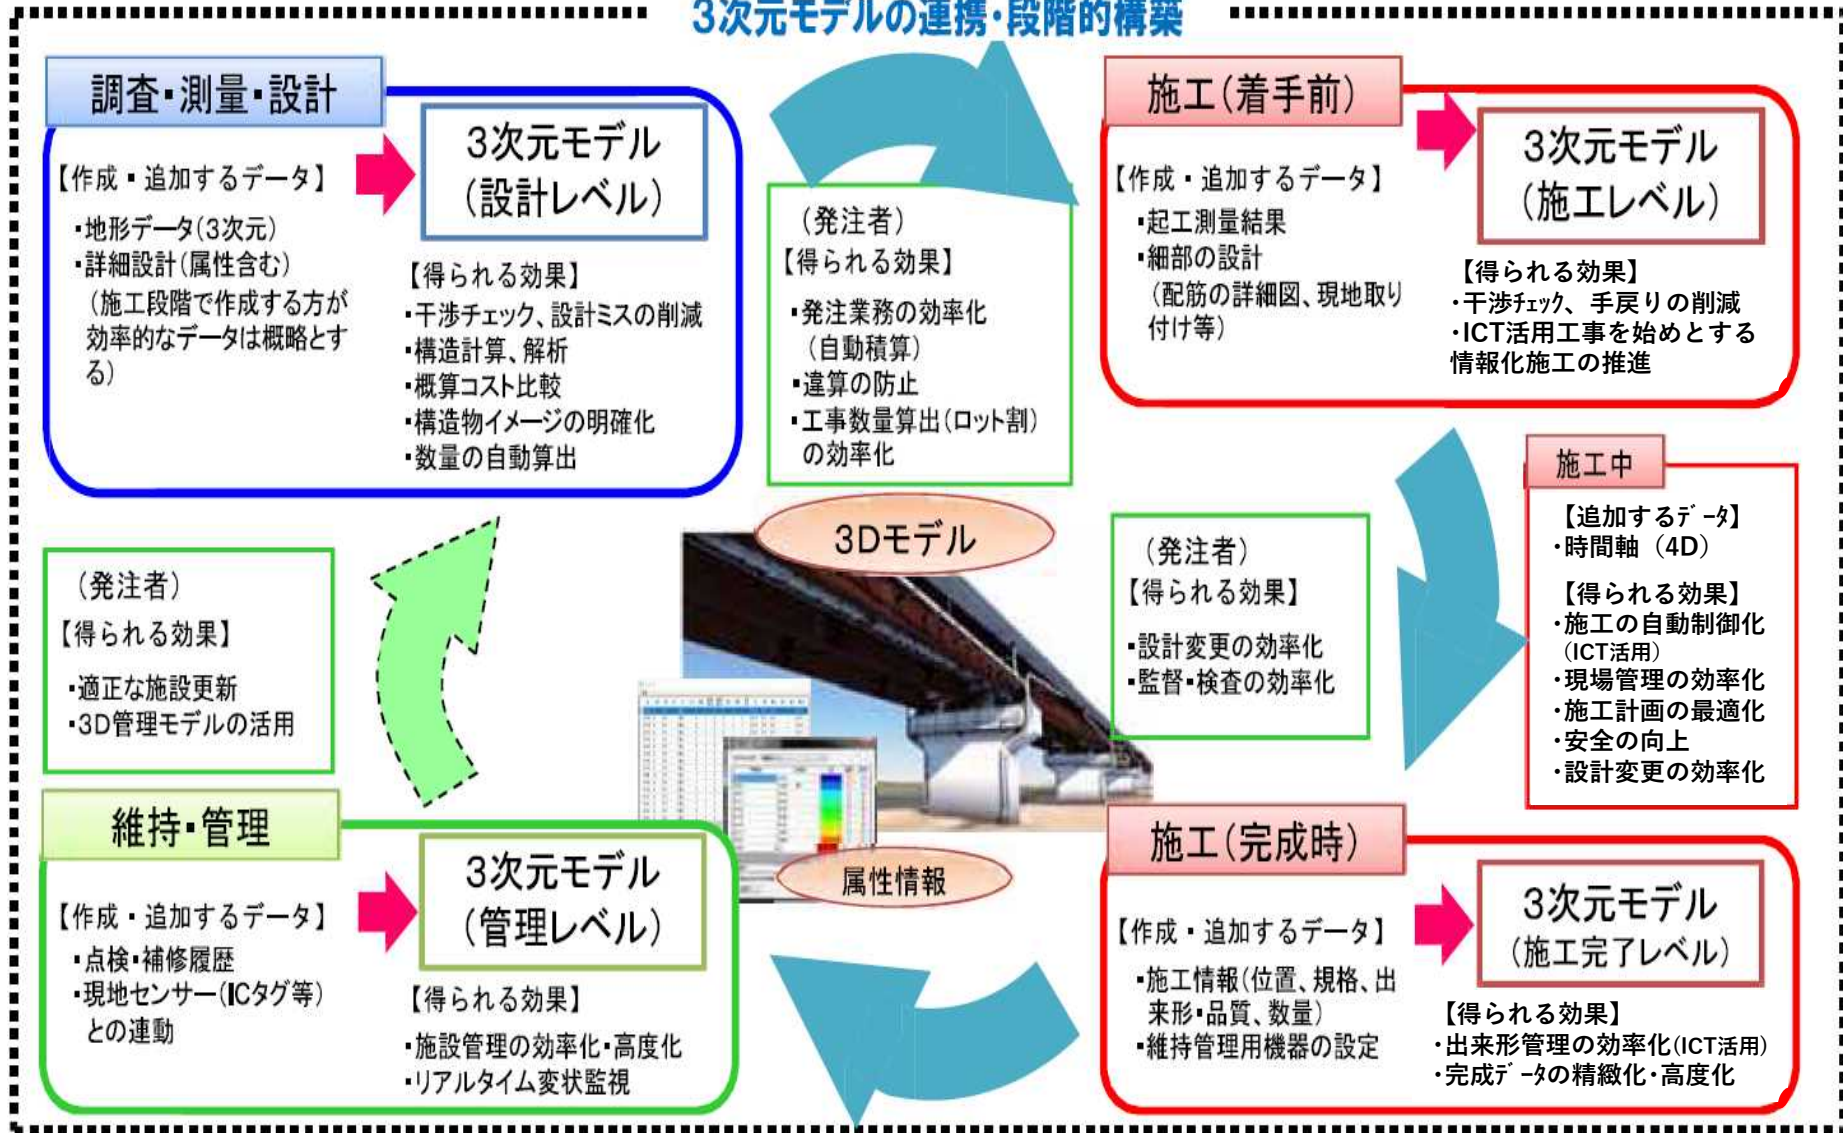 3次元モデルの連携・段階的構築
調査・測量・設計
【作成・追加するデータ】
・地形データ(3次元)
・詳細設計(属性含む)
(施工段階で作成する方が
効率的なデータは概略とす
る)
3次元モデル
(設計レベル)
【得られる効果】
・干渉チェック、設計ミスの削減
・構造計算、解析
・概算コスト比較
・構造物イメージの明確化
・数量の自動算出
(発注者)
【得られる効果】
・発注業務の効率化
(自動積算)
・違算の防止
・工事数量算出(ロット割)
の効率化
施工(着手前)
【作成・追加するデータ】
・起工測量結果
・細部の設計
(配筋の詳細図、現地取り
付け等)
3次元モデル
(施工レベル)
【得られる効果】
・干渉ﾁｪｯｸ、手戻りの削減
・ICT活用工事を始めとする
情報化施工の推進
施工中
【追加するﾃﾞｰﾀ】
・時間軸(4D)
【得られる効果】
・施工の自動制御化
(ICT活用)
・現場管理の効率化
・施工計画の最適化
・安全の向上
・設計変更の効率化
(発注者)
【得られる効果】
・設計変更の効率化
・監督・検査の効率化
3Dモデル
属性情報
(発注者)
【得られる効果】
・適正な施設更新
・3D管理モデルの活用
維持・管理
【作成・追加するデータ】
・点検・補修履歴
・現地センサー(ICタグ等)
との連動
3次元モデル
(管理レベル)
【得られる効果】
・施設管理の効率化・高度化
・リアルタイム変状監視
施工(完成時)
【作成・追加するデータ】
・施工情報(位置、規格、出
来形・品質、数量)
・維持管理用機器の設定
3次元モデル
(施工完了レベル)
【得られる効果】
・出来形管理の効率化(ICT活用)
・完成ﾃﾞｰﾀの精緻化・高度化